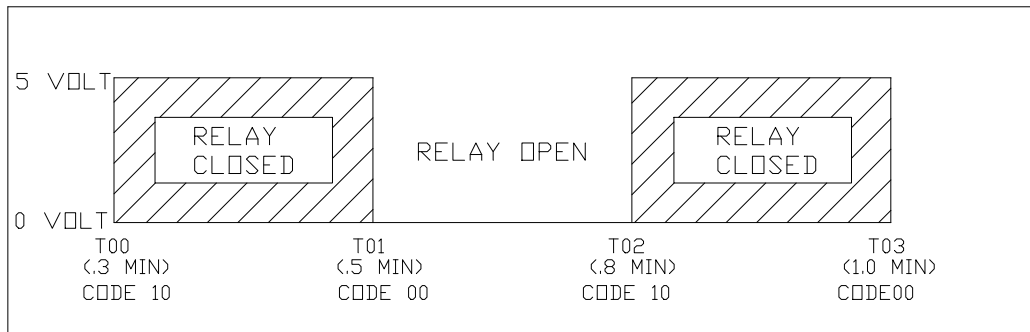 5 VOLT
RELAY
CLOSED
RELAY OPEN
RELAY
CLOSED
0 VOLT
T00
(.3 MIN)
CODE 10
T01
(.5 MIN)
CODE 00
T02
(.8 MIN)
CODE 10
T03
(1.0 MIN)
CODE00